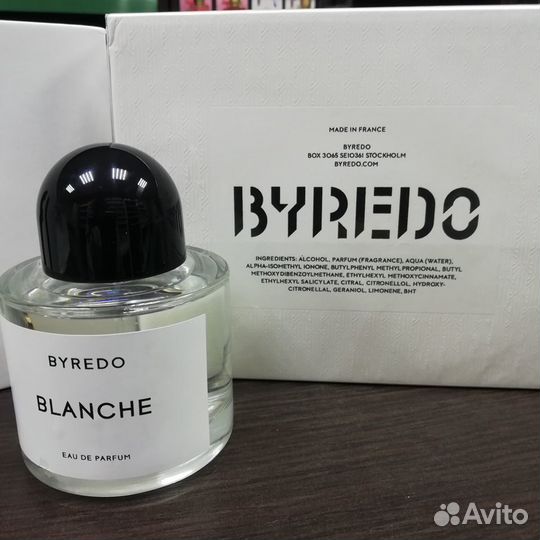 MADE IN FRANCE
BYREDO
BOX 3065 SE10361 STOCKHOLM
BYREDO.COM
BYREDO
INGREDIENTS: ALCOHOL, PARFUM (FRAGRANCE), AQUA (WATER),
ALPHA-ISOMETHYL IONONE, BUTYLPHENYL METHYL PROPIONAL, BUTYL
METHOXYDIBENZOYLMETHANE, ETHYLHEXYL METHOXYCINNAMATE,
ETHYLHEXYL SALICYLATE, CITRAL, CITRONELLOL, HYDROXY-
CITRONELLAL, GERANIOL, LIMONENE, BHT
BYREDO
BLANCHE
EAU DE PARFUM
Avito